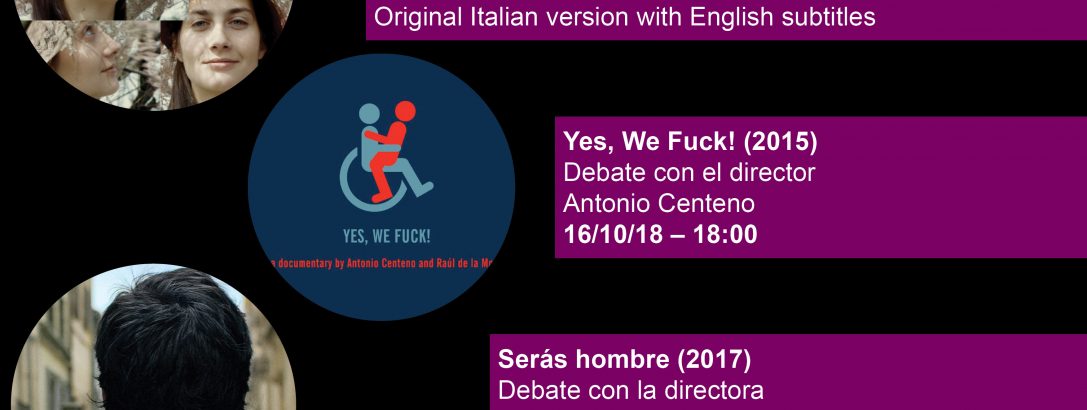 Original Italian version with English subtitles
Yes, We Fuck! (2015)
Debate con el director
Antonio Centeno
16/10/18 – 18:00
YES, WE FUCK!
a documentary by Antonio Centeno and Raúl de la
Serás hombre (2017)
Debate con la directora